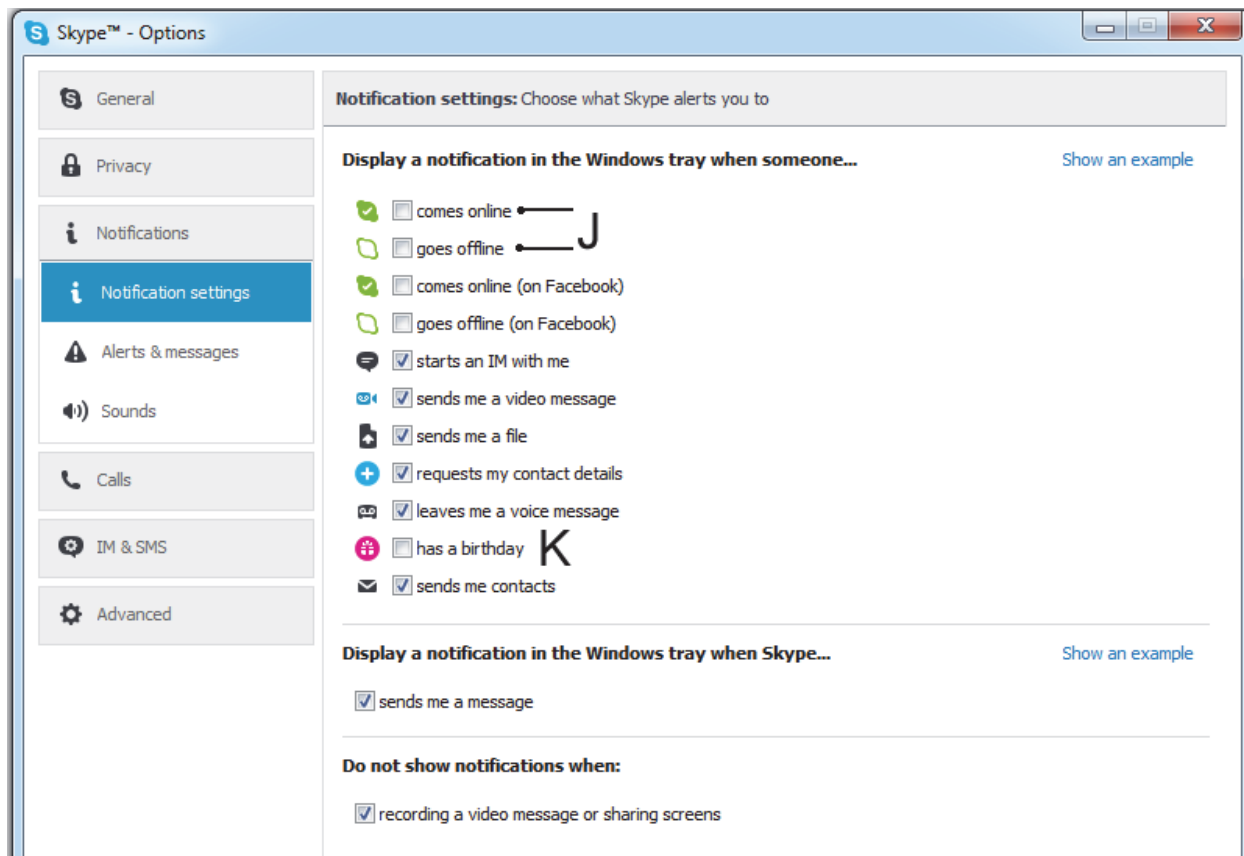 Skype™ - Options
General
Privacy
Notifications
Notification settings
Alerts & messages
Sounds
Calls
IM & SMS
Advanced
Notification settings: Choose what Skype alerts you to
Display a notification in the Windows tray when someone... Show an example
comes online
J
goes offline
comes online (on Facebook)
goes offline (on Facebook)
starts an IM with me
sends me a video message
sends me a file
requests my contact details
leaves me a voice message
has a birthday K
sends me contacts
Display a notification in the Windows tray when Skype... Show an example
sends me a message
Do not show notifications when:
recording a video message or sharing screens